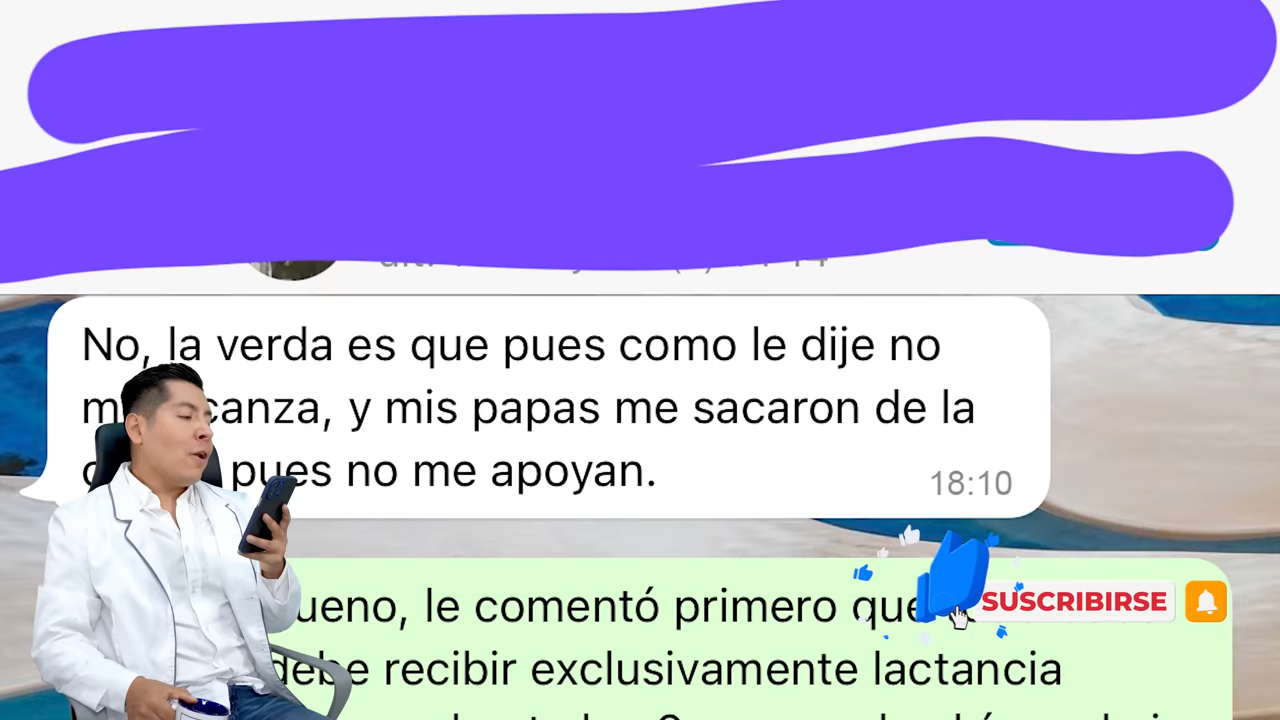 No, la verda es que pues como le dije no
canza, y mis papas me sacaron de la
pues no me apoyan.
18:10
ueno, le comentó primero que
SUSCRIBIRSE
debe recibir exclusivamente lactancia